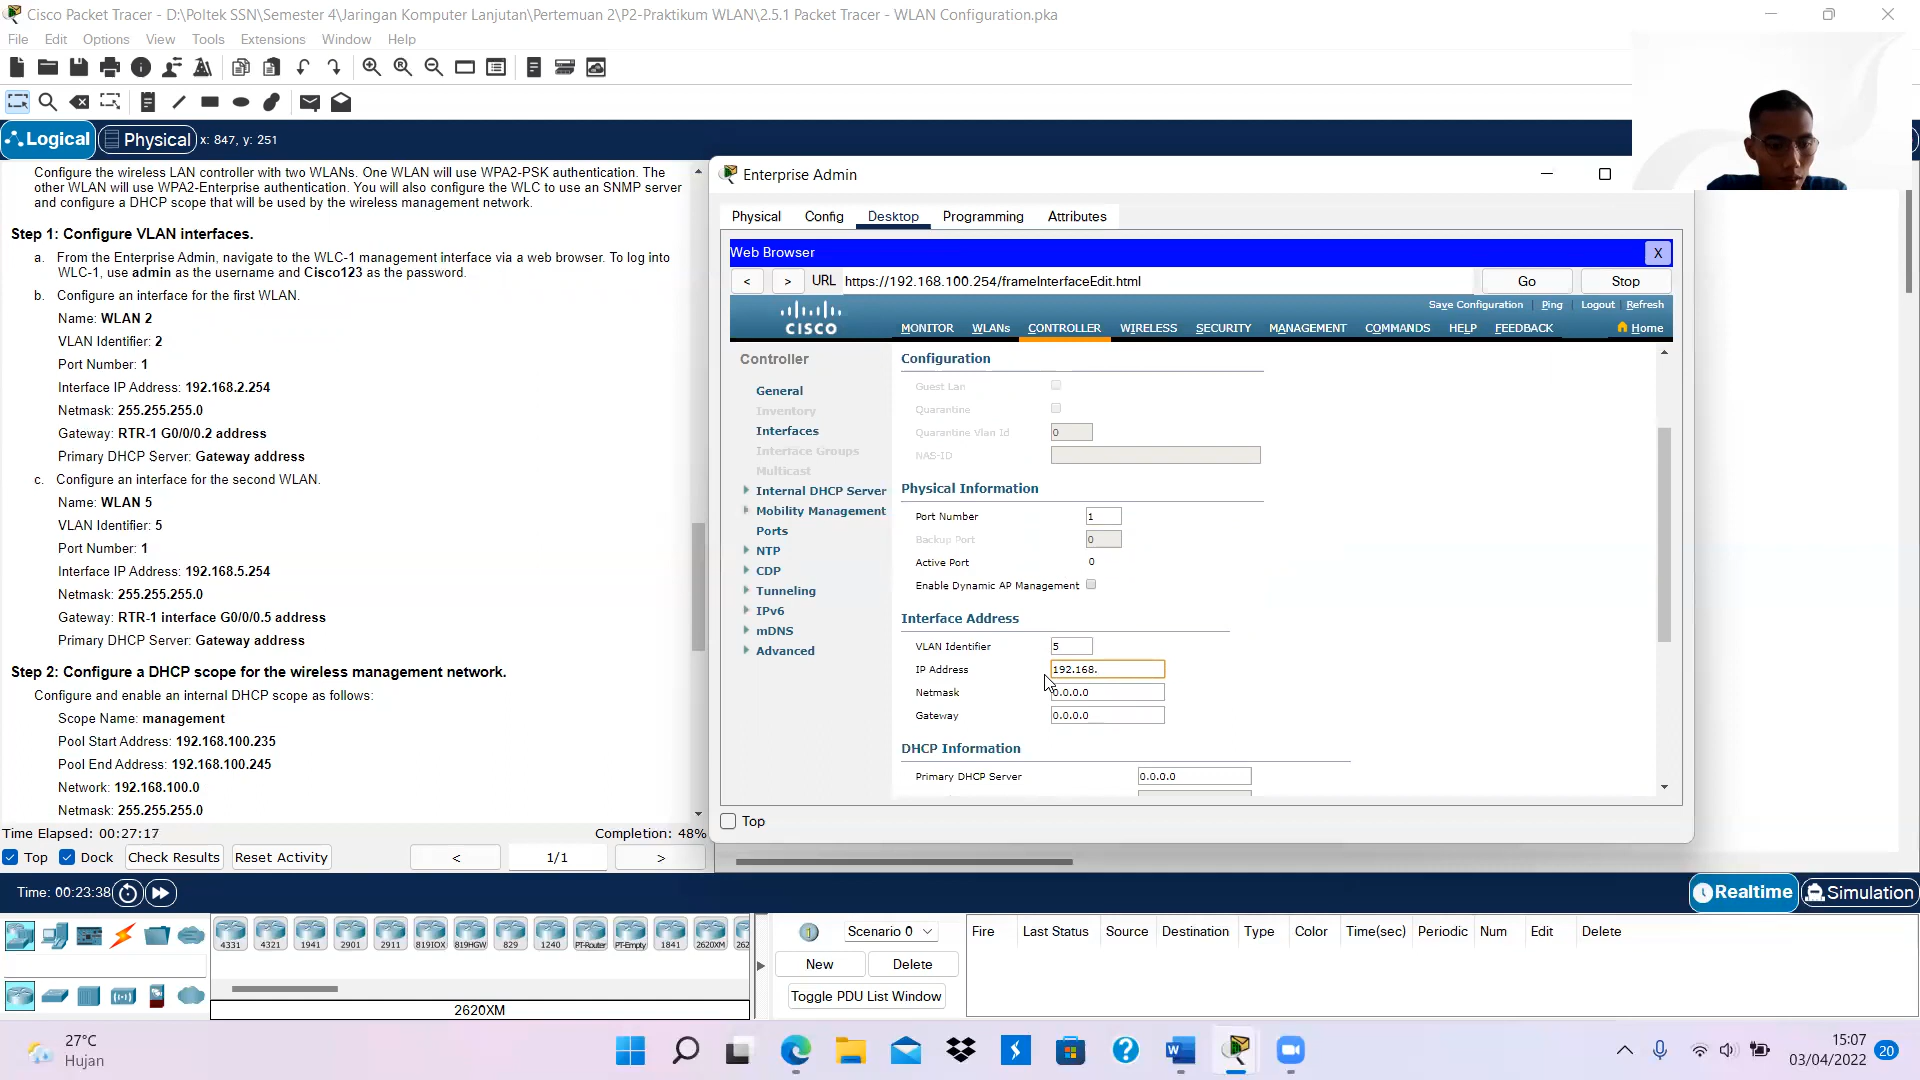 Cisco Packet Tracer - D:\Poltek SSN\Semester 4\Jaringan Komputer Lanjutan\Pertemuan 2\P2-Praktikum WLAN\2.5.1 Packet Tracer - WLAN Configuration.pka
File Edit Options View Tools Extensions Window Help
Logical Physical x: 847, y: 251
Configure the wireless LAN controller with two WLANs. One WLAN will use WPA2-PSK authentication. The
other WLAN will use WPA2-Enterprise authentication. You will also configure the WLC to use an SNMP server
and configure a DHCP scope that will be used by the wireless management network.
Step 1: Configure VLAN interfaces.
a. From the Enterprise Admin, navigate to the WLC-1 management interface via a web browser. To log into
WLC-1, use admin as the username and Cisco123 as the password.
b. Configure an interface for the first WLAN.
Name: WLAN 2
VLAN Identifier: 2
Port Number: 1
Interface IP Address: 192.168.2.254
Netmask: 255.255.255.0
Gateway: RTR-1 G0/0/0.2 address
Primary DHCP Server: Gateway address
c. Configure an interface for the second WLAN.
Name: WLAN 5
VLAN Identifier: 5
Port Number: 1
Interface IP Address: 192.168.5.254
Netmask: 255.255.255.0
Gateway: RTR-1 interface G0/0/0.5 address
Primary DHCP Server: Gateway address
Step 2: Configure a DHCP scope for the wireless management network.
Configure and enable an internal DHCP scope as follows:
Scope Name: management
Pool Start Address: 192.168.100.235
Pool End Address: 192.168.100.245
Network: 192.168.100.0
Netmask: 255.255.255.0
Time Elapsed: 00:27:17 Completion: 48%
Top Dock Check Results Reset Activity < 1/1 >
Enterprise Admin
Physical Config Desktop Programming Attributes
Web Browser X
< > URL https://192.168.100.254/frameInterfaceEdit.html Go Stop
Save Configuration Ping Logout Refresh
CISCO MONITOR WLANs CONTROLLER WIRELESS SECURITY MANAGEMENT COMMANDS HELP FEEDBACK Home
Controller
General
Inventory
Interfaces
Interface Groups
Multicast
Internal DHCP Server
Mobility Management
Ports
NTP
CDP
Tunneling
IPv6
mDNS
Advanced
Configuration
Guest Lan
Quarantine
Quarantine Vlan Id 0
NAS-ID
Physical Information
Port Number 1
Backup Port 0
Active Port 0
Enable Dynamic AP Management
Interface Address
VLAN Identifier 5
IP Address 192.168.
Netmask 0.0.0.0
Gateway 0.0.0.0
DHCP Information
Primary DHCP Server 0.0.0.0
Top
Time: 00:23:38 Realtime Simulation
4331 4321 1941 2901 2911 819IOX 819HGW 829 1240 PT-Router PT-Empty 1841 2620XM 262
2620XM
Scenario 0
New Delete
Toggle PDU List Window
Fire Last Status Source Destination Type Color Time(sec) Periodic Num Edit Delete
27°C
Hujan
15:07
03/04/2022
20